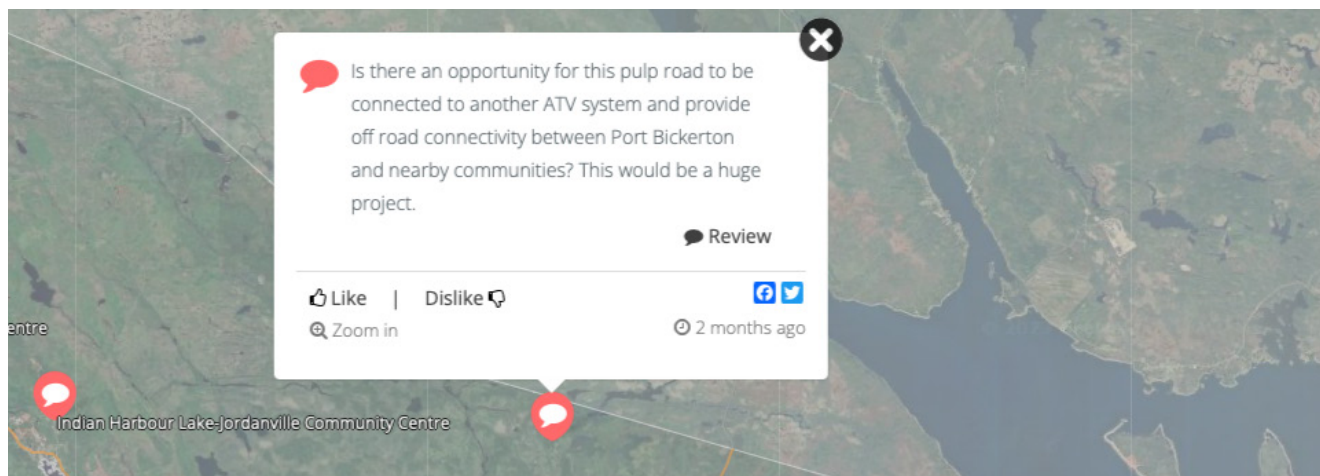 Is there an opportunity for this pulp road to be
connected to another ATV system and provide
off road connectivity between Port Bickerton
and nearby communities? This would be a huge
project.
Review
Like | Dislike
Zoom in
2 months ago
entre
Indian Harbour Lake-Jordanville Community Centre